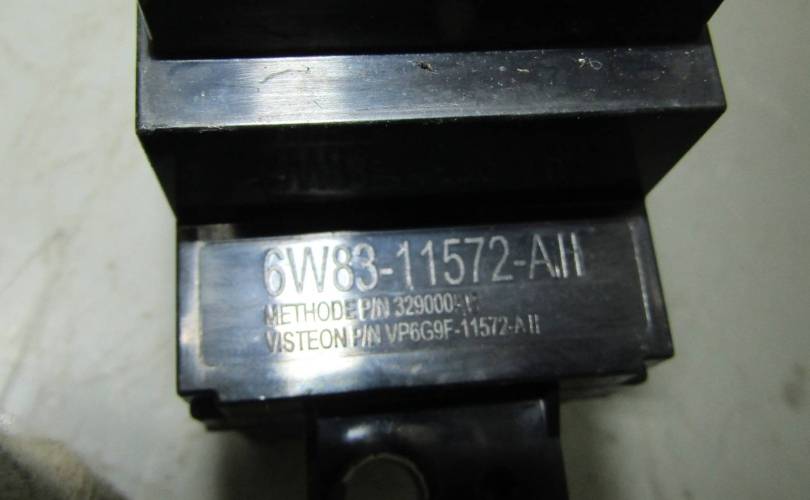 6W83-11572-AH
METHODE P/N
VISTEON P/N VP6G9F-11572-AH